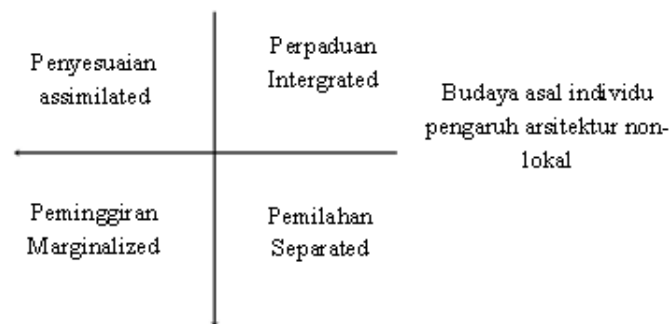 Penyesuaian
assimilated
Perpaduan
Intergrated
Budaya asal individu
pengaruh arsitektur non-
lokal
Peminggiran
Marginalized
Pemilahan
Separated